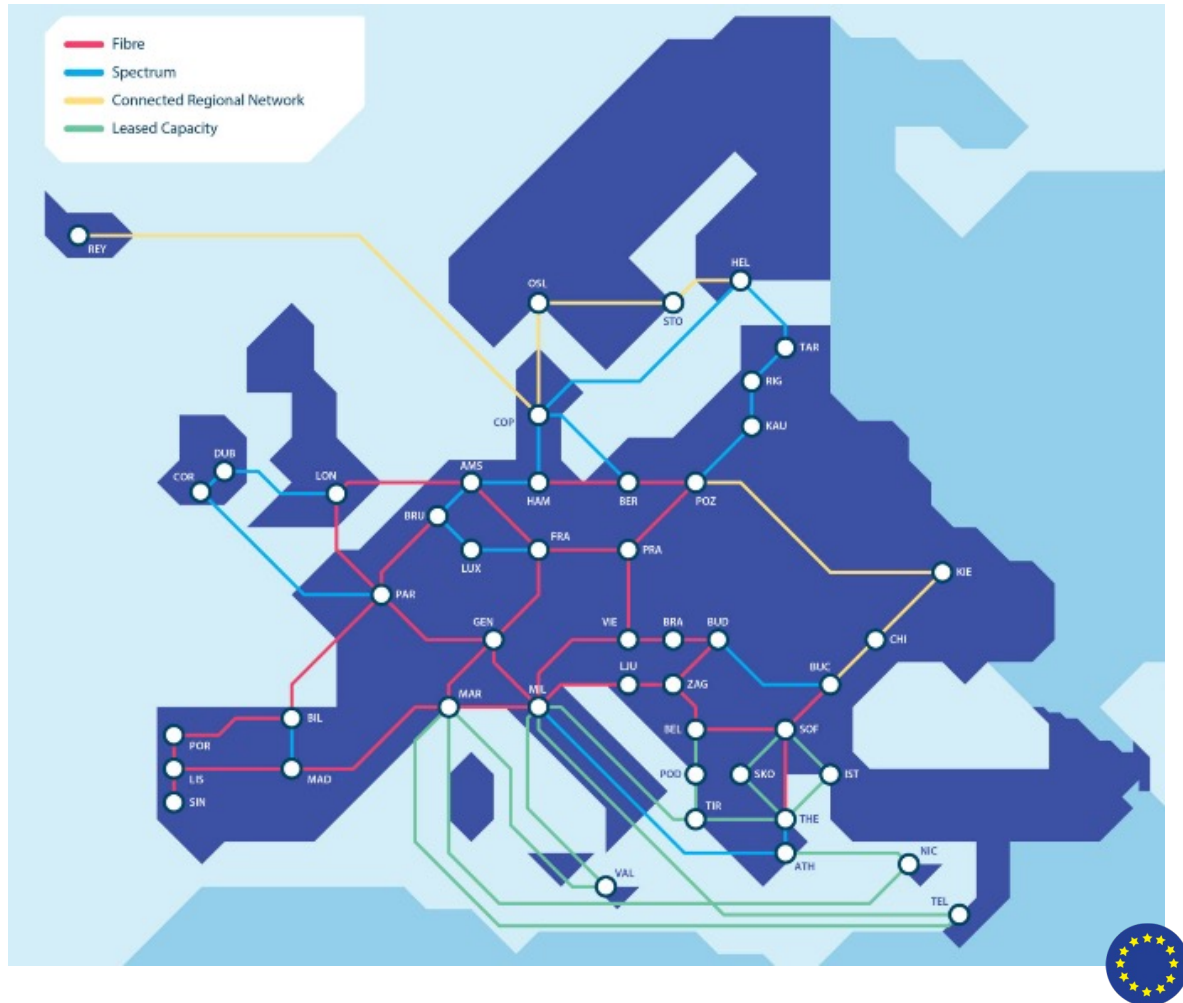 Fibre
Spectrum
Connected Regional Network
Leased Capacity
REY
OSL
STO
HEL
TAR
RIG
KAU
COP
DUB
COR
LON
AMS
HAM
BER
POZ
BRU
LUX
FRA
PRA
KIE
PAR
GEN
VIE
BRA
BUD
CHI
LJU
ZAG
BUC
MAR
MIL
BIL
POR
BEL
SOF
LIS
MAD
POD
SKO
IST
SIN
TIR
THE
ATH
NIC
VAL
TEL